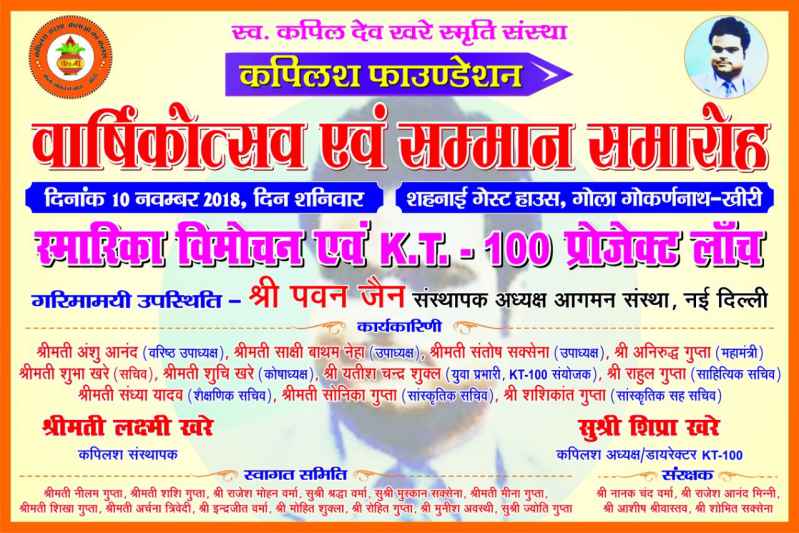 स्व. कपिल देव खरे स्मृति संस्था
कपिलश फाउण्डेशन
वार्षिकोत्सव एवं सम्मान समारोह
दिनांक 10 नवम्बर 2018, दिन शनिवार
शहनाई गेस्ट हाउस, गोला गोकर्णनाथ-खीरी
स्मारिका विमोचन एवं K.T. - 100 प्रोजेक्ट लाँच
गरिमामयी उपस्थिति – श्री पवन जैन संस्थापक अध्यक्ष आगमन संस्था, नई दिल्ली
कार्यकारिणी
श्रीमती अंशु आनंद (वरिष्ठ उपाध्यक्ष), श्रीमती साक्षी बाथम नेहा (उपाध्यक्ष), श्रीमती संतोष सक्सेना (उपाध्यक्ष), श्री अनिरुद्ध गुप्ता (महामंत्री)
श्रीमती शुभा खरे (सचिव), श्रीमती शुचि खरे (कोषाध्यक्ष), श्री यतीश चन्द्र शुक्ल (युवा प्रभारी, KT-100 संयोजक), श्री राहुल गुप्ता (साहित्यिक सचिव)
श्रीमती संध्या यादव (शैक्षणिक सचिव), श्रीमती सोनिका गुप्ता (सांस्कृतिक सचिव), श्री शशिकांत गुप्ता (सांस्कृतिक सह सचिव)
श्रीमती लक्ष्मी खरे
कपिलश संस्थापक
सुश्री शिप्रा खरे
कपिलश अध्यक्ष/डायरेक्टर KT-100
स्वागत समिति
श्रीमती नीलम गुप्ता, श्रीमती शशि गुप्ता, श्री राजेश मोहन वर्मा, सुश्री श्रद्धा वर्मा, सुश्री मुस्कान सक्सेना, श्रीमती मीना गुप्ता,
श्रीमती शिखा गुप्ता, श्रीमती अर्चना त्रिवेदी, श्री इन्द्रजीत वर्मा, श्री मोहित शुक्ला, श्री रोहित गुप्ता, श्री मुनीश अवस्थी, सुश्री ज्योति गुप्ता
संरक्षक
श्री नानक चंद वर्मा, श्री राजेश आनंद मिन्नी,
श्री आशीष श्रीवास्तव, श्री शोभित सक्सेना